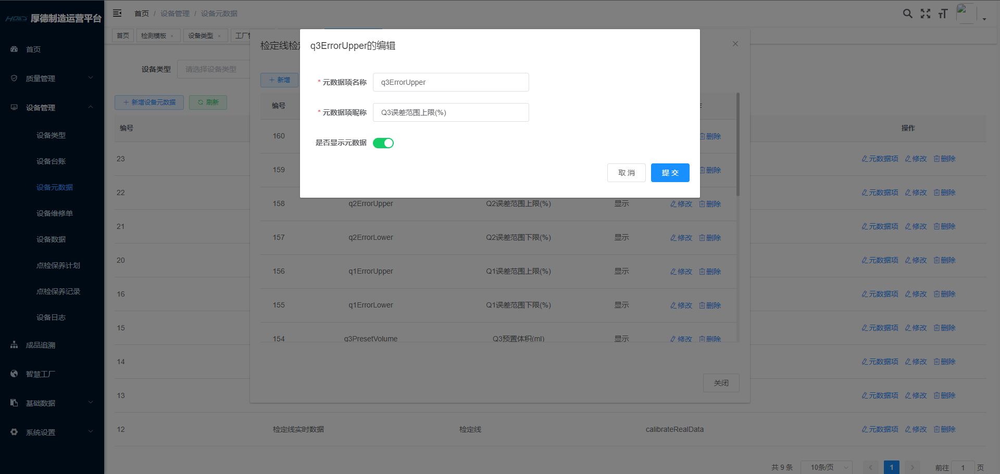 HOD 厚德制造运营平台
首页
质量管理
设备管理
设备类型
设备台账
设备元数据
设备维修单
设备数据
点检保养计划
点检保养记录
设备日志
成品追溯
智慧工厂
基础数据
系统设置
首页 / 设备管理 / 设备元数据
首页 检测模板 × 设备类型 × 工厂
设备类型 请选择设备类型
+ 新增设备元数据 刷新
编号 操作
23 元数据项 修改 删除
22 元数据项 修改 删除
21 元数据项 修改 删除
20 元数据项 修改 删除
16 元数据项 修改 删除
15 元数据项 修改 删除
14 元数据项 修改 删除
13 元数据项 修改 删除
12 检定线实时数据 检定线 calibrateRealData 元数据项 修改 删除
共 9 条 10条/页 1 前往 1 页
检定线检
+ 新增
编号
160 删除
159 删除
158 q2ErrorUpper Q2误差范围上限(%) 显示 修改 删除
157 q2ErrorLower Q2误差范围下限(%) 显示 修改 删除
156 q1ErrorUpper Q1误差范围上限(%) 显示 修改 删除
155 q1ErrorLower Q1误差范围下限(%) 显示 修改 删除
154 q3PresetVolume Q3预置体积(ml) 显示 修改 删除
关闭
q3ErrorUpper的编辑
* 元数据项名称 q3ErrorUpper
* 元数据项昵称 Q3误差范围上限(%)
是否显示元数据
取 消 提 交